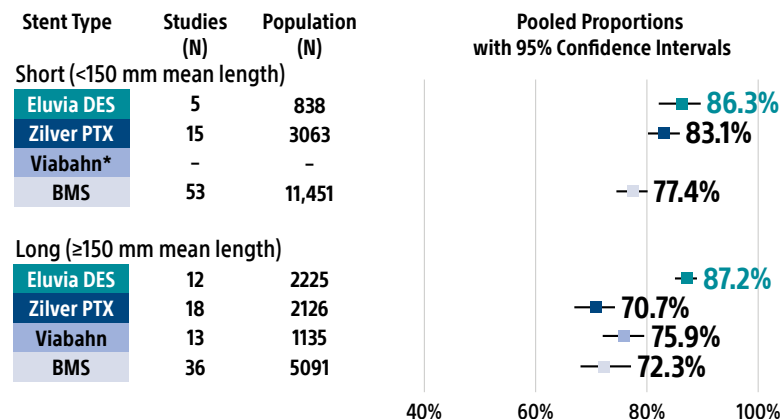 Stent Type Studies (N) Population (N) Pooled Proportions
with 95% Confidence Intervals
Short (<150 mm mean length)
Eluvia DES 5 838 86.3%
Zilver PTX 15 3063 83.1%
Viabahn* – –
BMS 53 11,451 77.4%
Long (≥150 mm mean length)
Eluvia DES 12 2225 87.2%
Zilver PTX 18 2126 70.7%
Viabahn 13 1135 75.9%
BMS 36 5091 72.3%
40% 60% 80% 100%